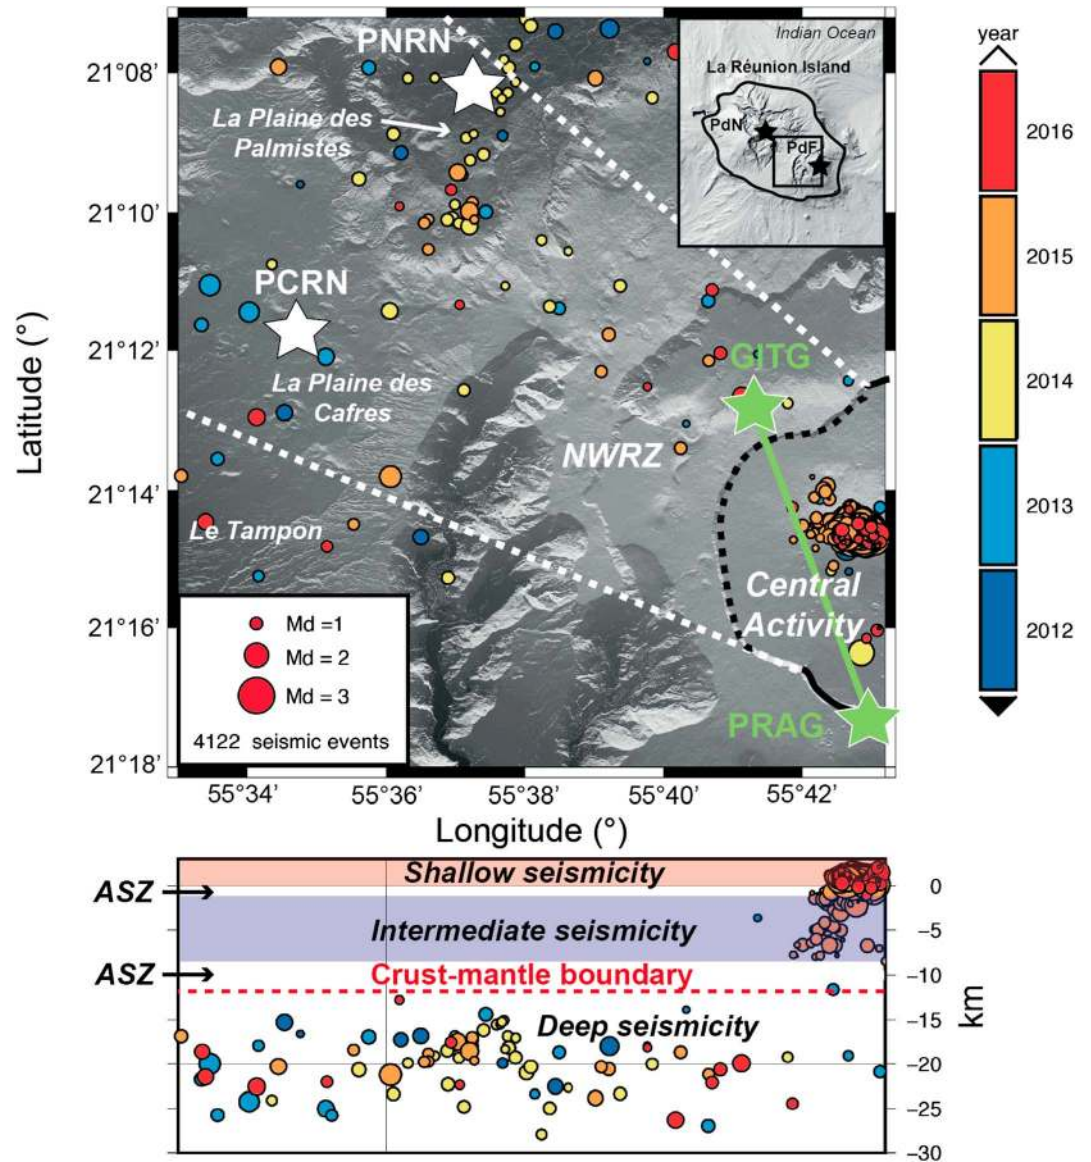 PNRN
Indian Ocean
year
21°08'
La Réunion Island
2016
La Plaine des
Palmistes
PdN
PdF
21°10'
2015
PCRN
21°12'
GITG
2014
La Plaine des
Cafres
Latitude (°)
NWRZ
21°14'
2013
Le Tampon
Central
Activity
2012
21°16'
Md =1
Md = 2
Md = 3
4122 seismic events
PRAG
21°18'
55°34' 55°36' 55°38' 55°40' 55°42'
Longitude (°)
Shallow seismicity
ASZ
0
Intermediate seismicity
−5
ASZ
Crust-mantle boundary
−10
km
Deep seismicity
−15
−20
−25
−30